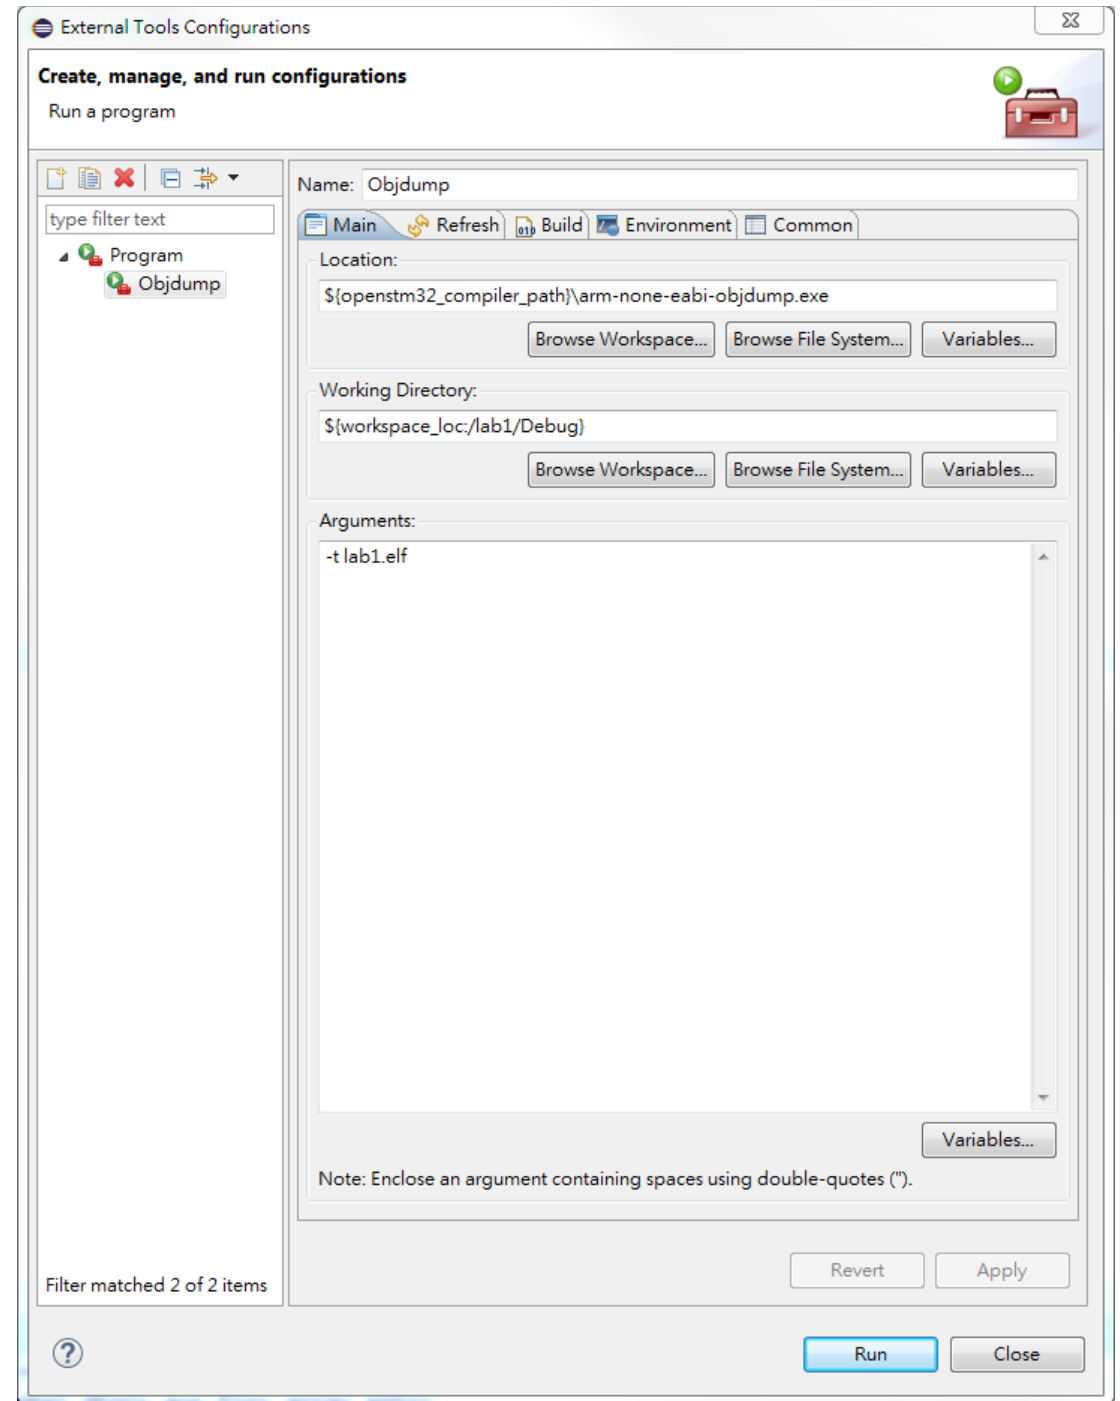 External Tools Configurations
Create, manage, and run configurations
Run a program
type filter text
Program
Objdump
Filter matched 2 of 2 items
Name: Objdump
Main Refresh Build Environment Common
Location:
${openstm32_compiler_path}\arm-none-eabi-objdump.exe
Browse Workspace... Browse File System... Variables...
Working Directory:
${workspace_loc:/lab1/Debug}
Browse Workspace... Browse File System... Variables...
Arguments:
-t lab1.elf
Variables...
Note: Enclose an argument containing spaces using double-quotes (").
Revert Apply
Run Close